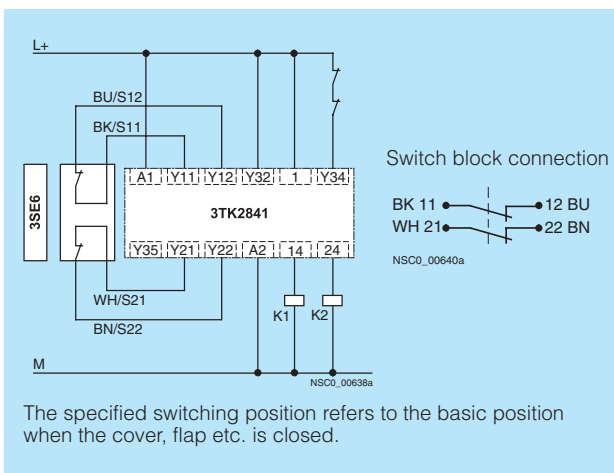 L+
BU/S12
BK/S11
3SE6
A1 Y11 Y12 Y32 1 Y34
3TK2841
Y35 Y21 Y22 A2 14 24
WH/S21
BN/S22
K1 K2
M
NSC0_00638a
Switch block connection
BK 11 12 BU
WH 21 22 BN
NSC0_00640a
The specified switching position refers to the basic position
when the cover, flap etc. is closed.